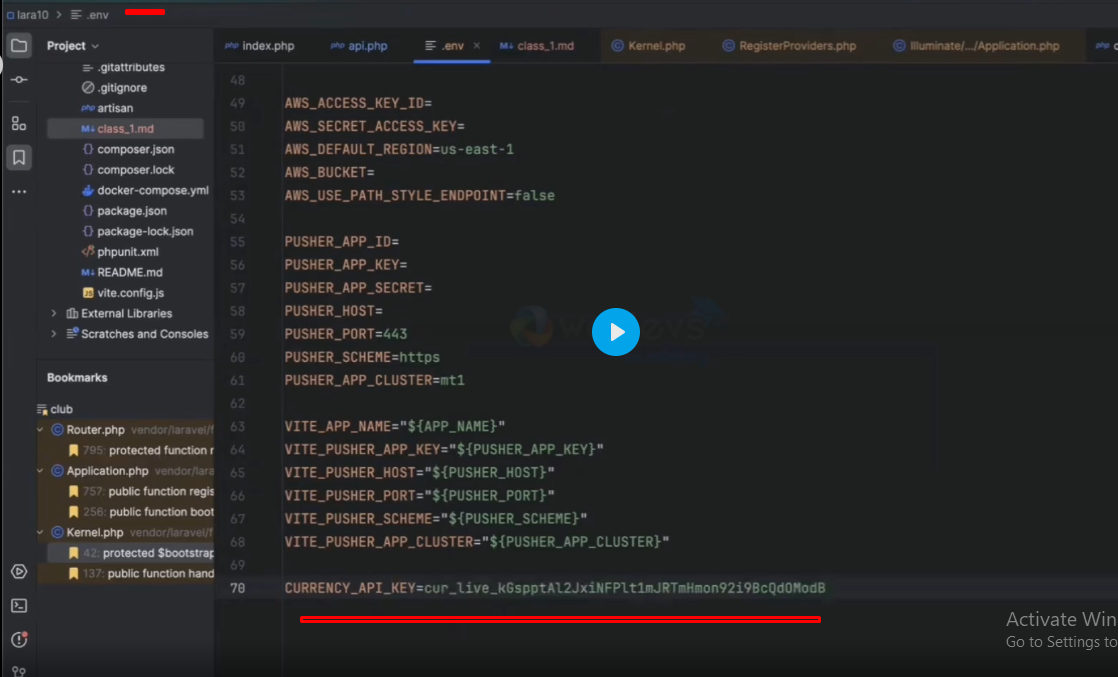 lara10 > .env
Project
index.php
api.php
.env
class_1.md
Kernel.php
RegisterProviders.php
Illuminate/.../Application.php
.gitattributes
.gitignore
artisan
class_1.md
composer.json
composer.lock
docker-compose.yml
package.json
package-lock.json
phpunit.xml
README.md
vite.config.js
External Libraries
Scratches and Consoles
Bookmarks
club
Router.php vendor/laravel/f
795: protected function r
Application.php vendor/lara
757: public function regis
256: public function boot
Kernel.php vendor/laravel/f
42: protected $bootstrap
137: public function hand
48
49 AWS_ACCESS_KEY_ID=
50 AWS_SECRET_ACCESS_KEY=
51 AWS_DEFAULT_REGION=us-east-1
52 AWS_BUCKET=
53 AWS_USE_PATH_STYLE_ENDPOINT=false
54
55 PUSHER_APP_ID=
56 PUSHER_APP_KEY=
57 PUSHER_APP_SECRET=
58 PUSHER_HOST=
59 PUSHER_PORT=443
60 PUSHER_SCHEME=https
61 PUSHER_APP_CLUSTER=mt1
62
63 VITE_APP_NAME="${APP_NAME}"
64 VITE_PUSHER_APP_KEY="${PUSHER_APP_KEY}"
65 VITE_PUSHER_HOST="${PUSHER_HOST}"
66 VITE_PUSHER_PORT="${PUSHER_PORT}"
67 VITE_PUSHER_SCHEME="${PUSHER_SCHEME}"
68 VITE_PUSHER_APP_CLUSTER="${PUSHER_APP_CLUSTER}"
69
70 CURRENCY_API_KEY=cur_live_kGspptAl2JxiNFPlt1mJRTmHmon92i9BcQdOModB
Activate Win
Go to Settings to